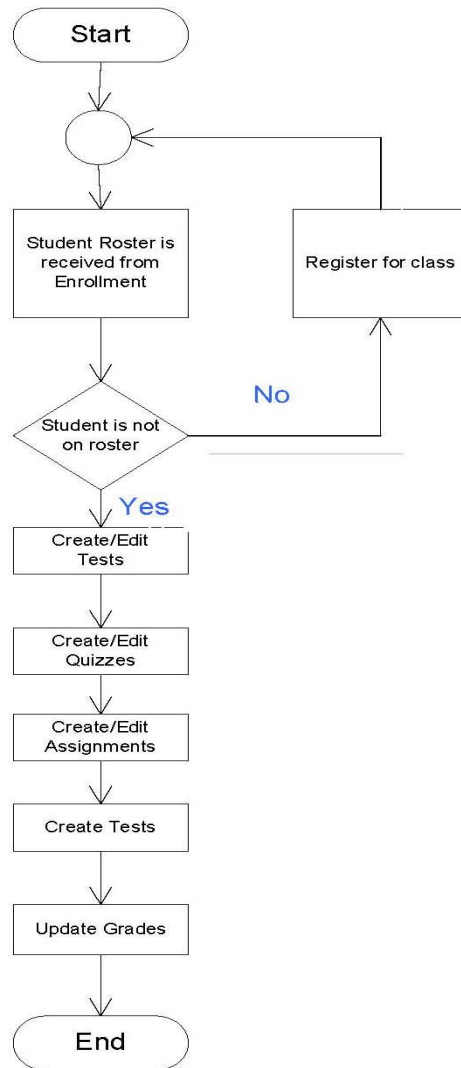 Start
Student Roster is
received from
Enrollment
Register for class
No
Student is not
on roster
Yes
Create/Edit
Tests
Create/Edit
Quizzes
Create/Edit
Assignments
Create Tests
Update Grades
End